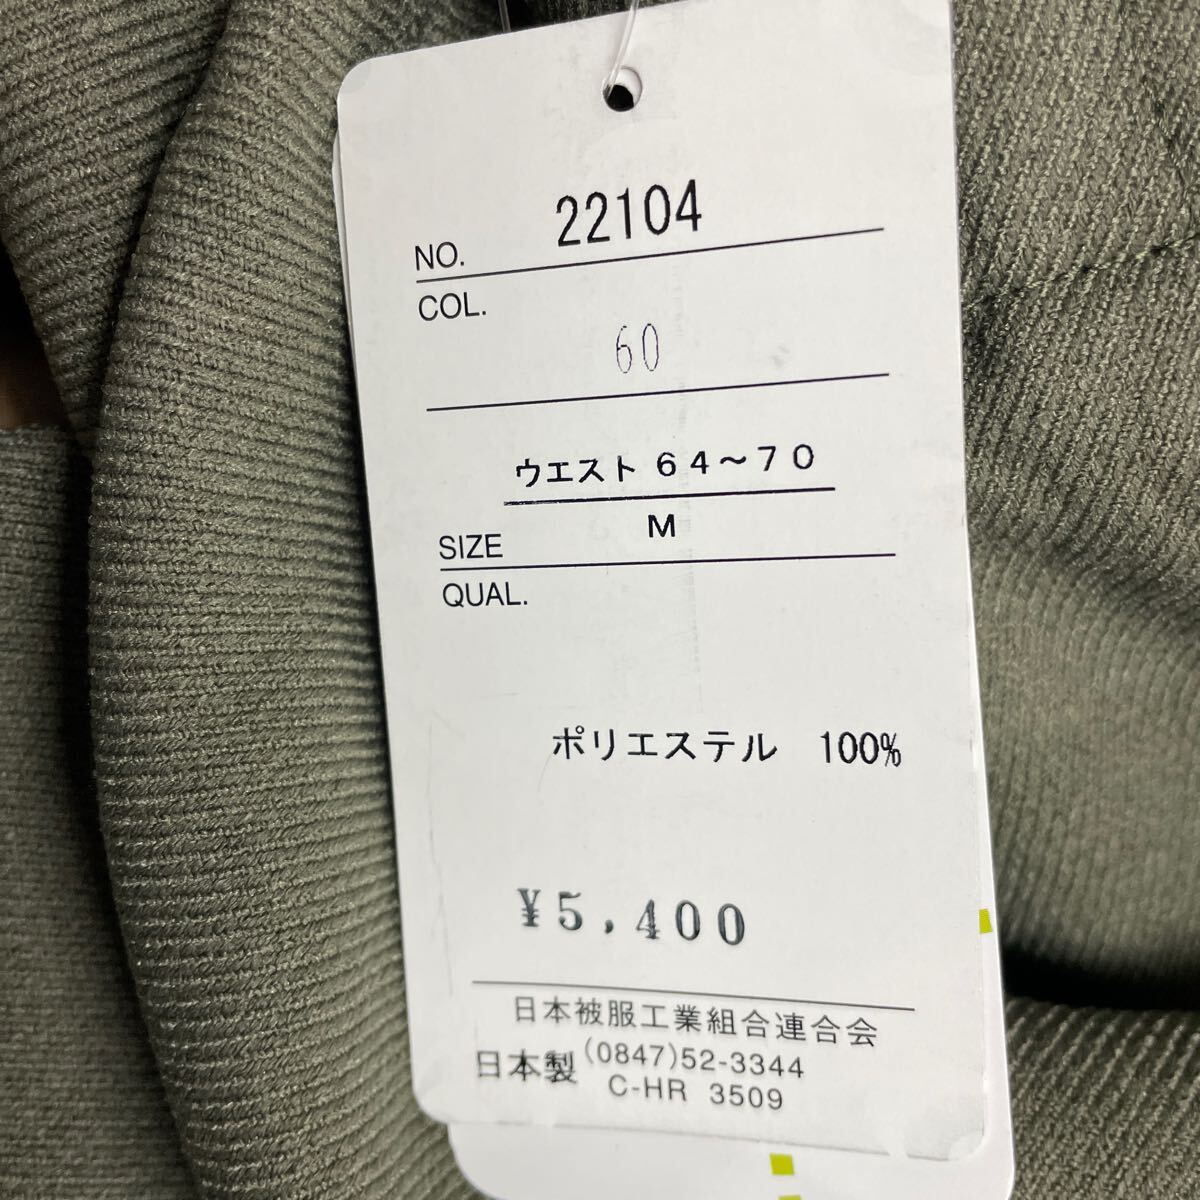 NO. 22104
COL.
60
ウエスト 64～70
M
SIZE
QUAL.
ポリエステル 100%
¥5,400
日本被服工業組合連合会
日本製 (0847)52-3344
C-HR 3509